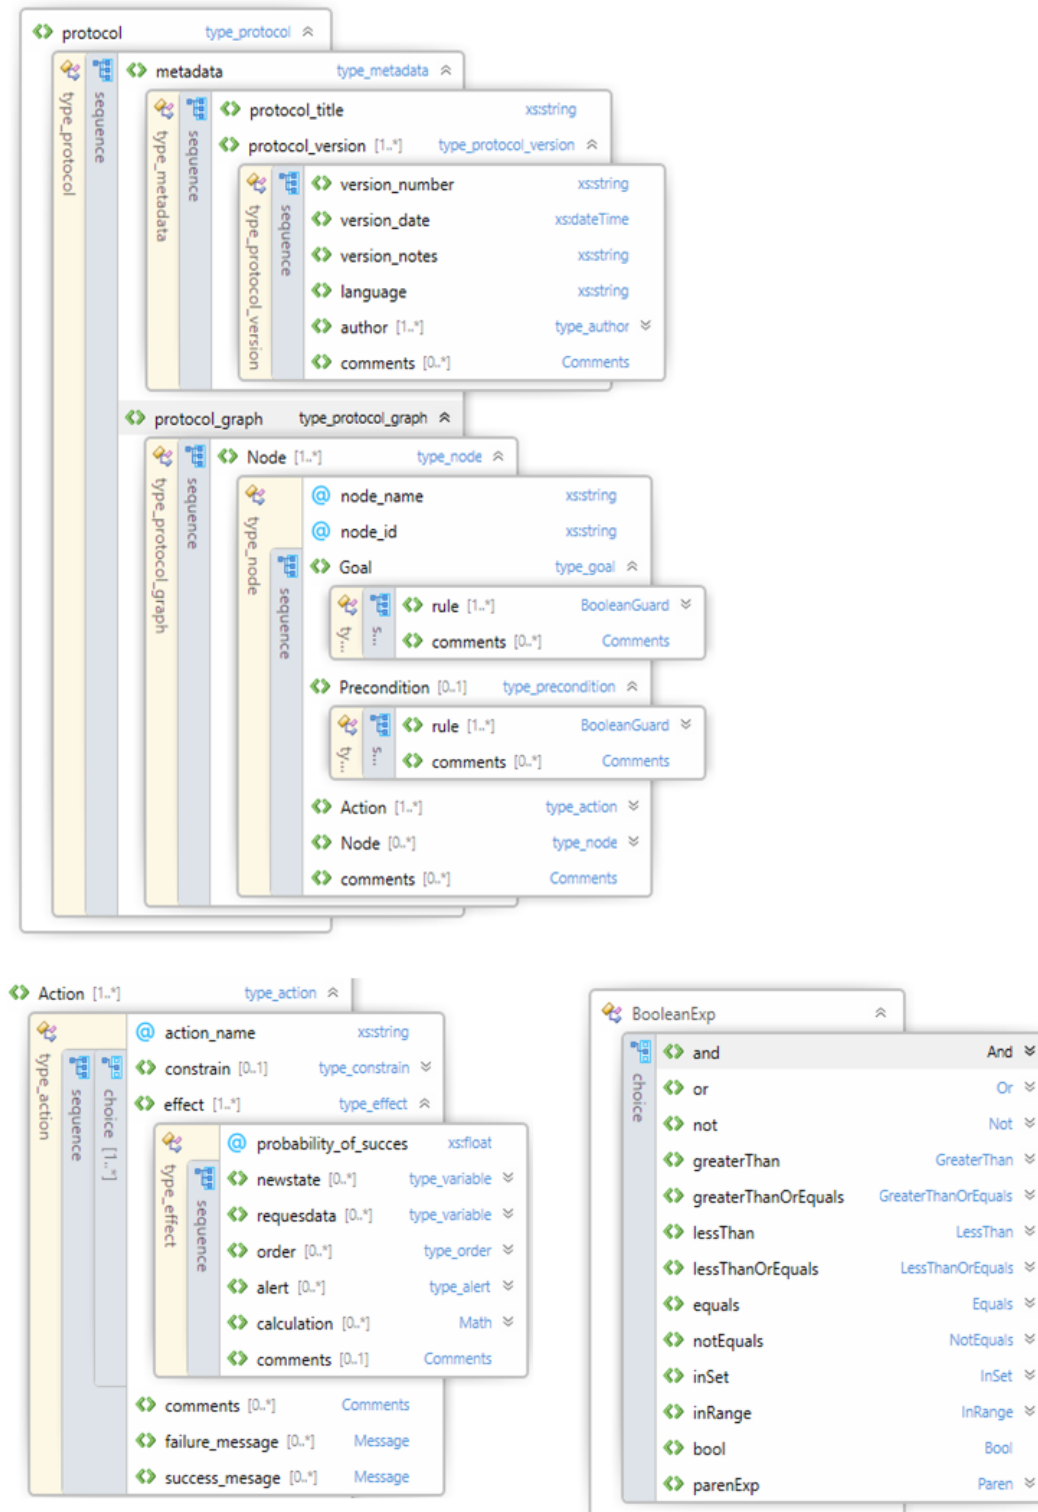 protocol type_protocol
type_protocol
sequence
metadata type_metadata
type_metadata
sequence
protocol_title xs:string
protocol_version [1..*] type_protocol_version
type_protocol_version
sequence
version_number xs:string
version_date xs:dateTime
version_notes xs:string
language xs:string
author [1..*] type_author
comments [0..*] Comments
protocol_graph type_protocol_graph
type_protocol_graph
sequence
Node [1..*] type_node
type_node
@ node_name xs:string
@ node_id xs:string
sequence
Goal type_goal
ty...
s...
rule [1..*] BooleanGuard
comments [0..*] Comments
Precondition [0..1] type_precondition
ty...
s...
rule [1..*] BooleanGuard
comments [0..*] Comments
Action [1..*] type_action
Node [0..*] type_node
comments [0..*] Comments
Action [1..*] type_action
type_action
sequence
choice [1..*]
@ action_name xs:string
constrain [0..1] type_constrain
effect [1..*] type_effect
type_effect
@ probability_of_succes xs:float
sequence
newstate [0..*] type_variable
requesdata [0..*] type_variable
order [0..*] type_order
alert [0..*] type_alert
calculation [0..*] Math
comments [0..1] Comments
comments [0..*] Comments
failure_message [0..*] Message
success_mesage [0..*] Message
BooleanExp
choice
and And
or Or
not Not
greaterThan GreaterThan
greaterThanOrEquals GreaterThanOrEquals
lessThan LessThan
lessThanOrEquals LessThanOrEquals
equals Equals
notEquals NotEquals
inSet InSet
inRange InRange
bool Bool
parenExp Paren